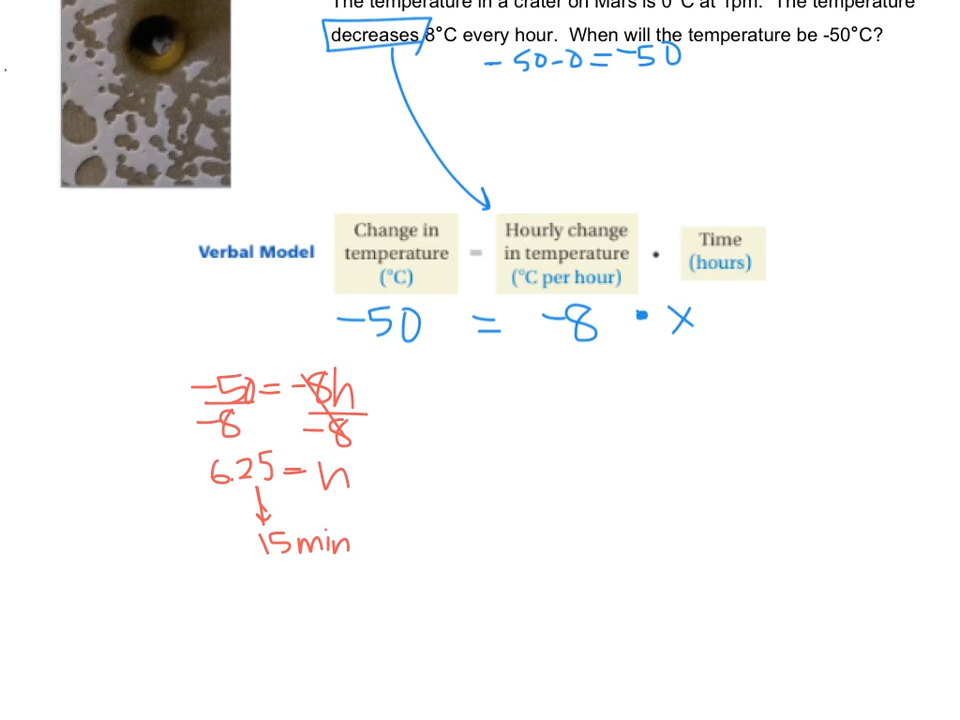 The temperature in a crater on Mars is 0°C at 1pm. The temperature
decreases 8°C every hour. When will the temperature be -50°C?
-50-0=-50
Verbal Model
Change in temperature (°C) = Hourly change in temperature (°C per hour) • Time (hours)
-50 = -8 • x
-50 = -8h
-8 -8
6.25 = h
15 min